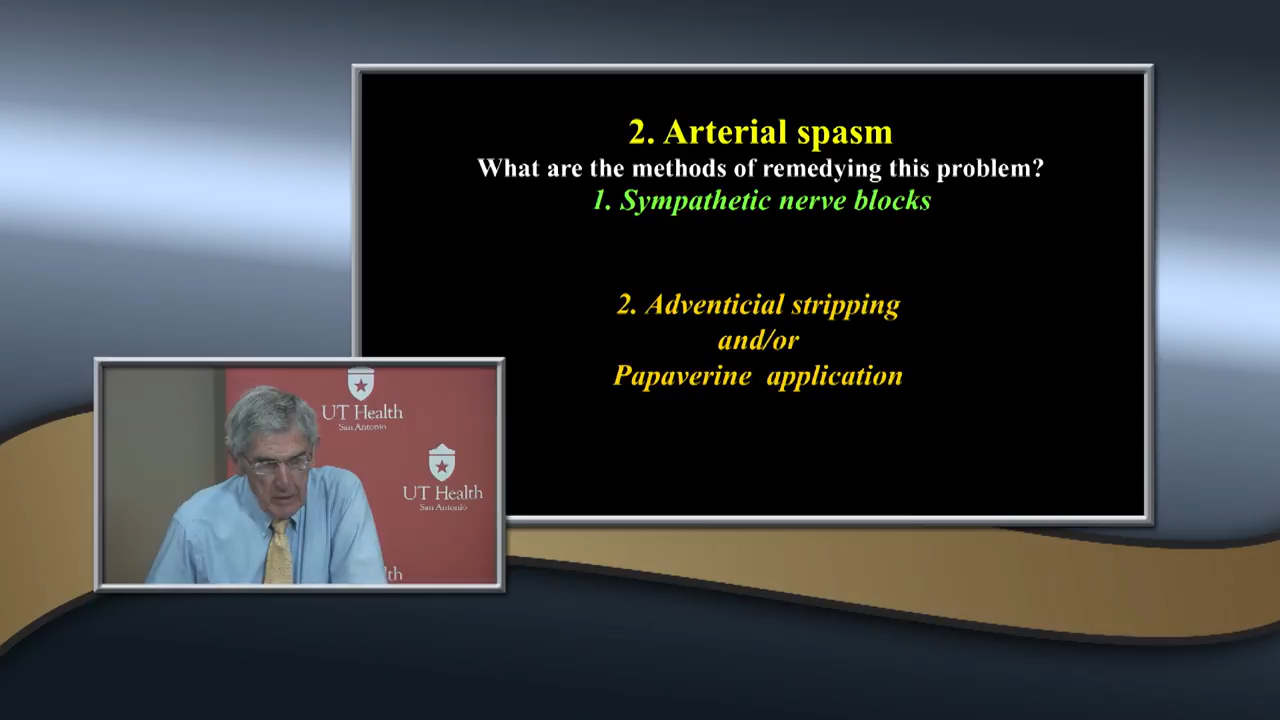 2. Arterial spasm
What are the methods of remedying this problem?
1. Sympathetic nerve blocks
2. Adventicial stripping
and/or
Papaverine application
UT Health
San Antonio
UT Health
San Antonio
lth